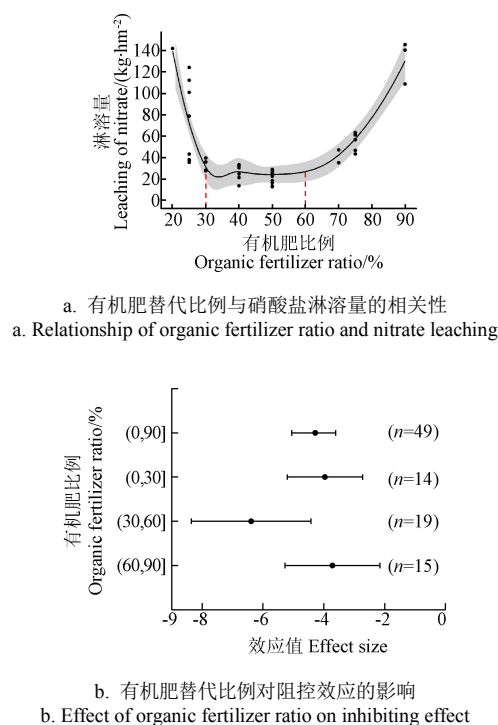 140
120
100
80
60
40
20
0
淋溶量
Leaching of nitrate/(kg·hm⁻²)
20 30 40 50 60 70 80 90
有机肥比例
Organic fertilizer ratio/%
a. 有机肥替代比例与硝酸盐淋溶量的相关性
a. Relationship of organic fertilizer ratio and nitrate leaching
有机肥比例
Organic fertilizer ratio/%
(0,90] (n=49)
(0,30] (n=14)
(30,60] (n=19)
(60,90] (n=15)
-9 -8 -6 -4 -2 0
效应值 Effect size
b. 有机肥替代比例对阻控效应的影响
b. Effect of organic fertilizer ratio on inhibiting effect